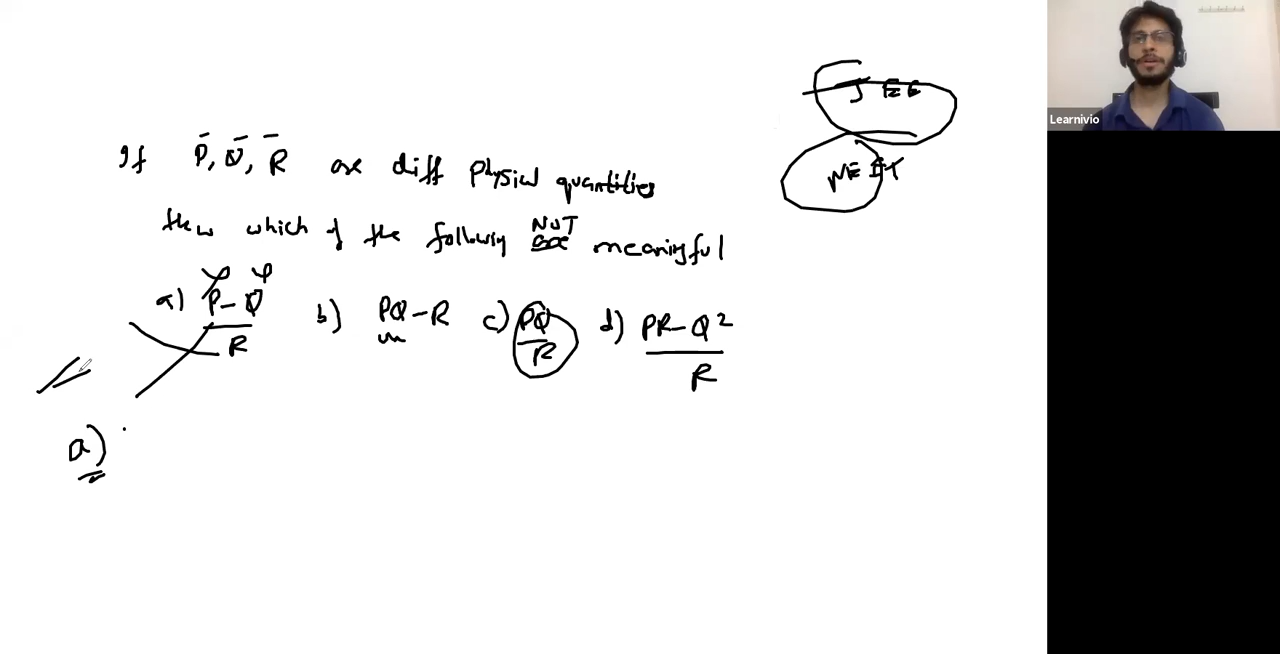 If P̄, Q̄, R̄ are diff physical quantities
then which of the following NOT meaningful
a) P-Q/R b) PQ-R c) PQ/R d) PR-Q²/R
a)
JEE
NEET
Learnivio